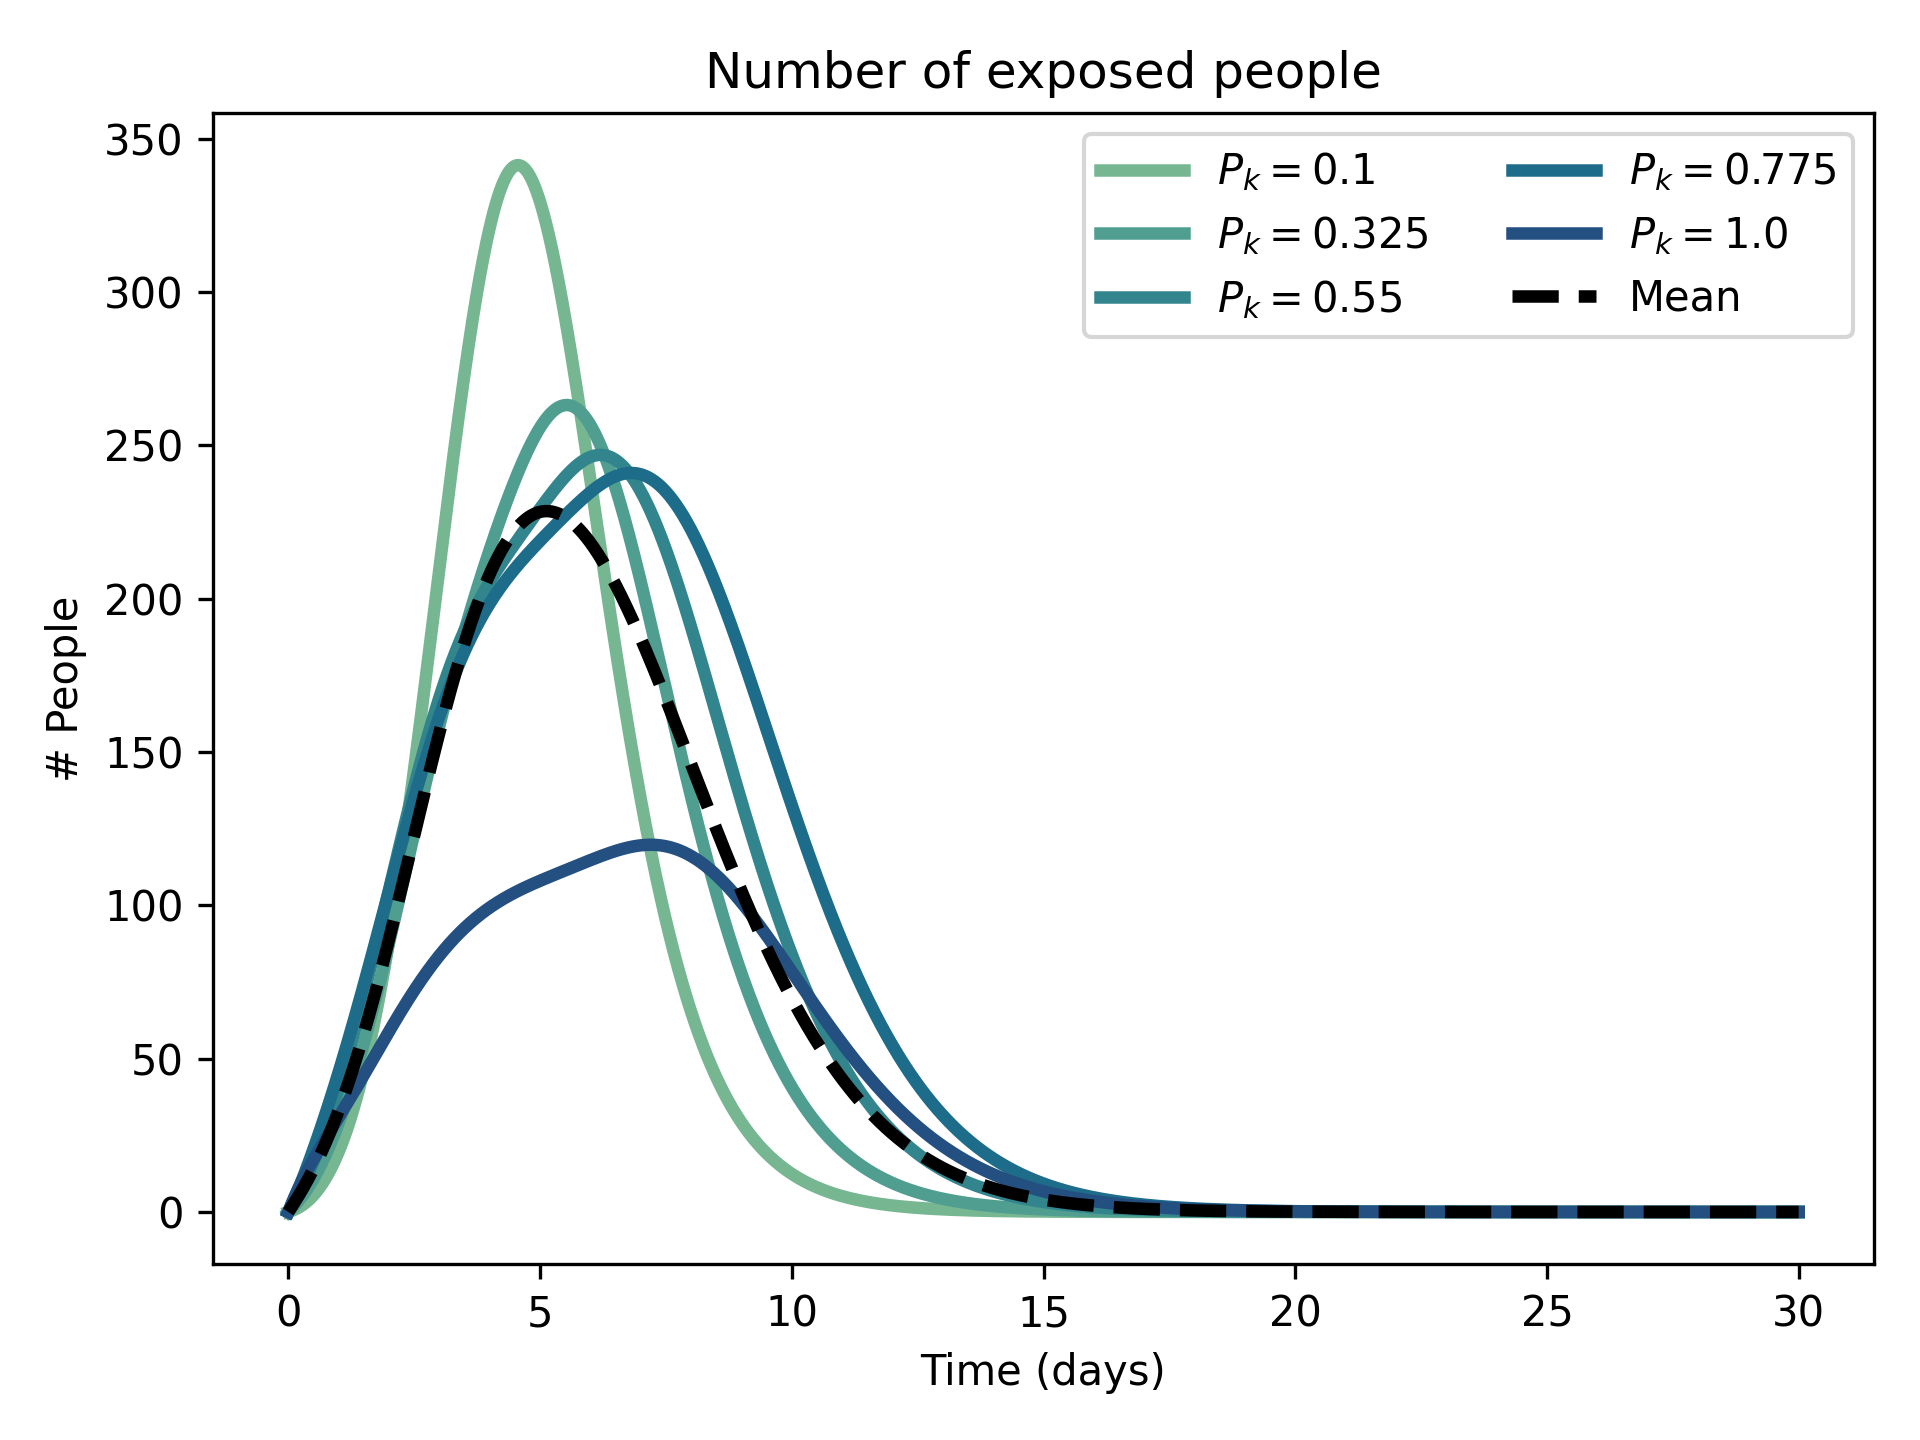 Number of exposed people
350
300
250
200
150
100
50
0
# People
P_k = 0.1
P_k = 0.325
P_k = 0.55
P_k = 0.775
P_k = 1.0
Mean
0 5 10 15 20 25 30
Time (days)